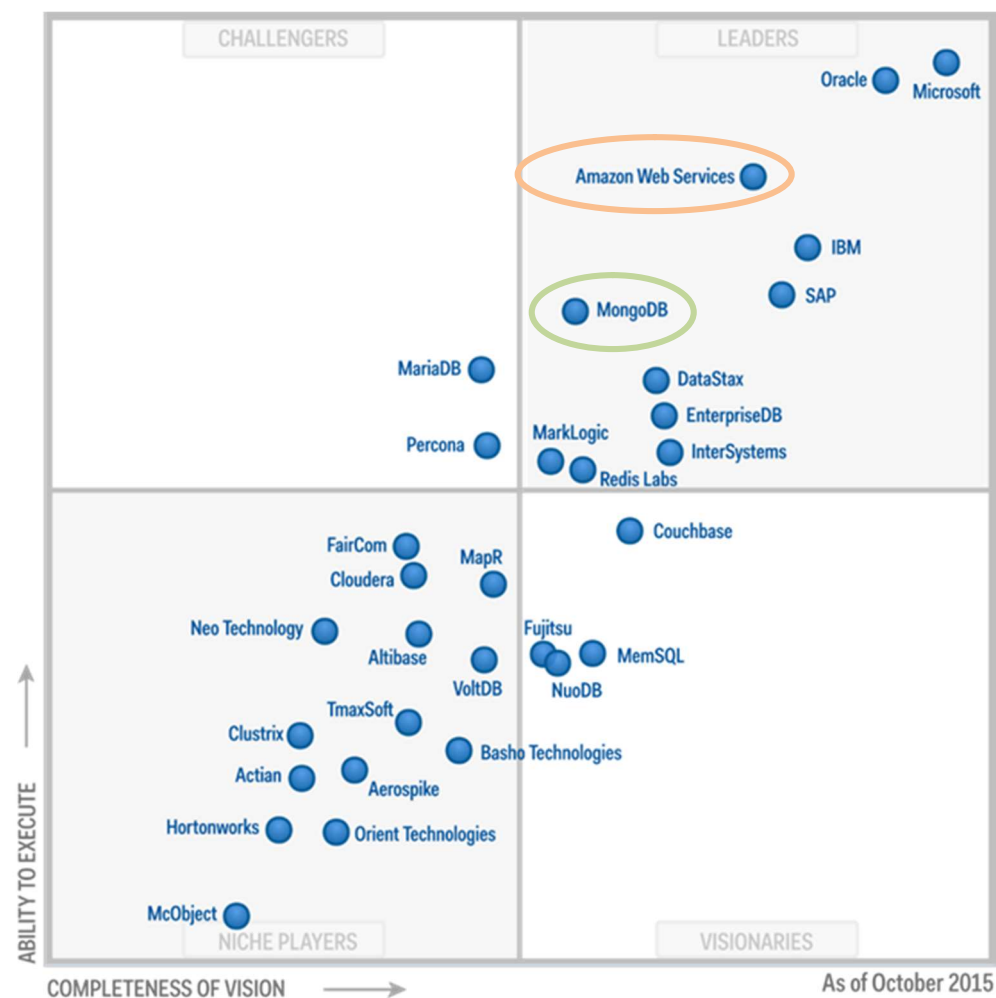 CHALLENGERS
LEADERS
Oracle
Microsoft
Amazon Web Services
IBM
SAP
MongoDB
MariaDB
DataStax
EnterpriseDB
MarkLogic
Percona
InterSystems
Redis Labs
Couchbase
FairCom
MapR
Cloudera
Neo Technology
Fujitsu
Altibase
MemSQL
VoltDB
NuoDB
TmaxSoft
Clustrix
Basho Technologies
Actian
Aerospike
Hortonworks
Orient Technologies
McObject
NICHE PLAYERS
VISIONARIES
ABILITY TO EXECUTE
COMPLETENESS OF VISION
As of October 2015